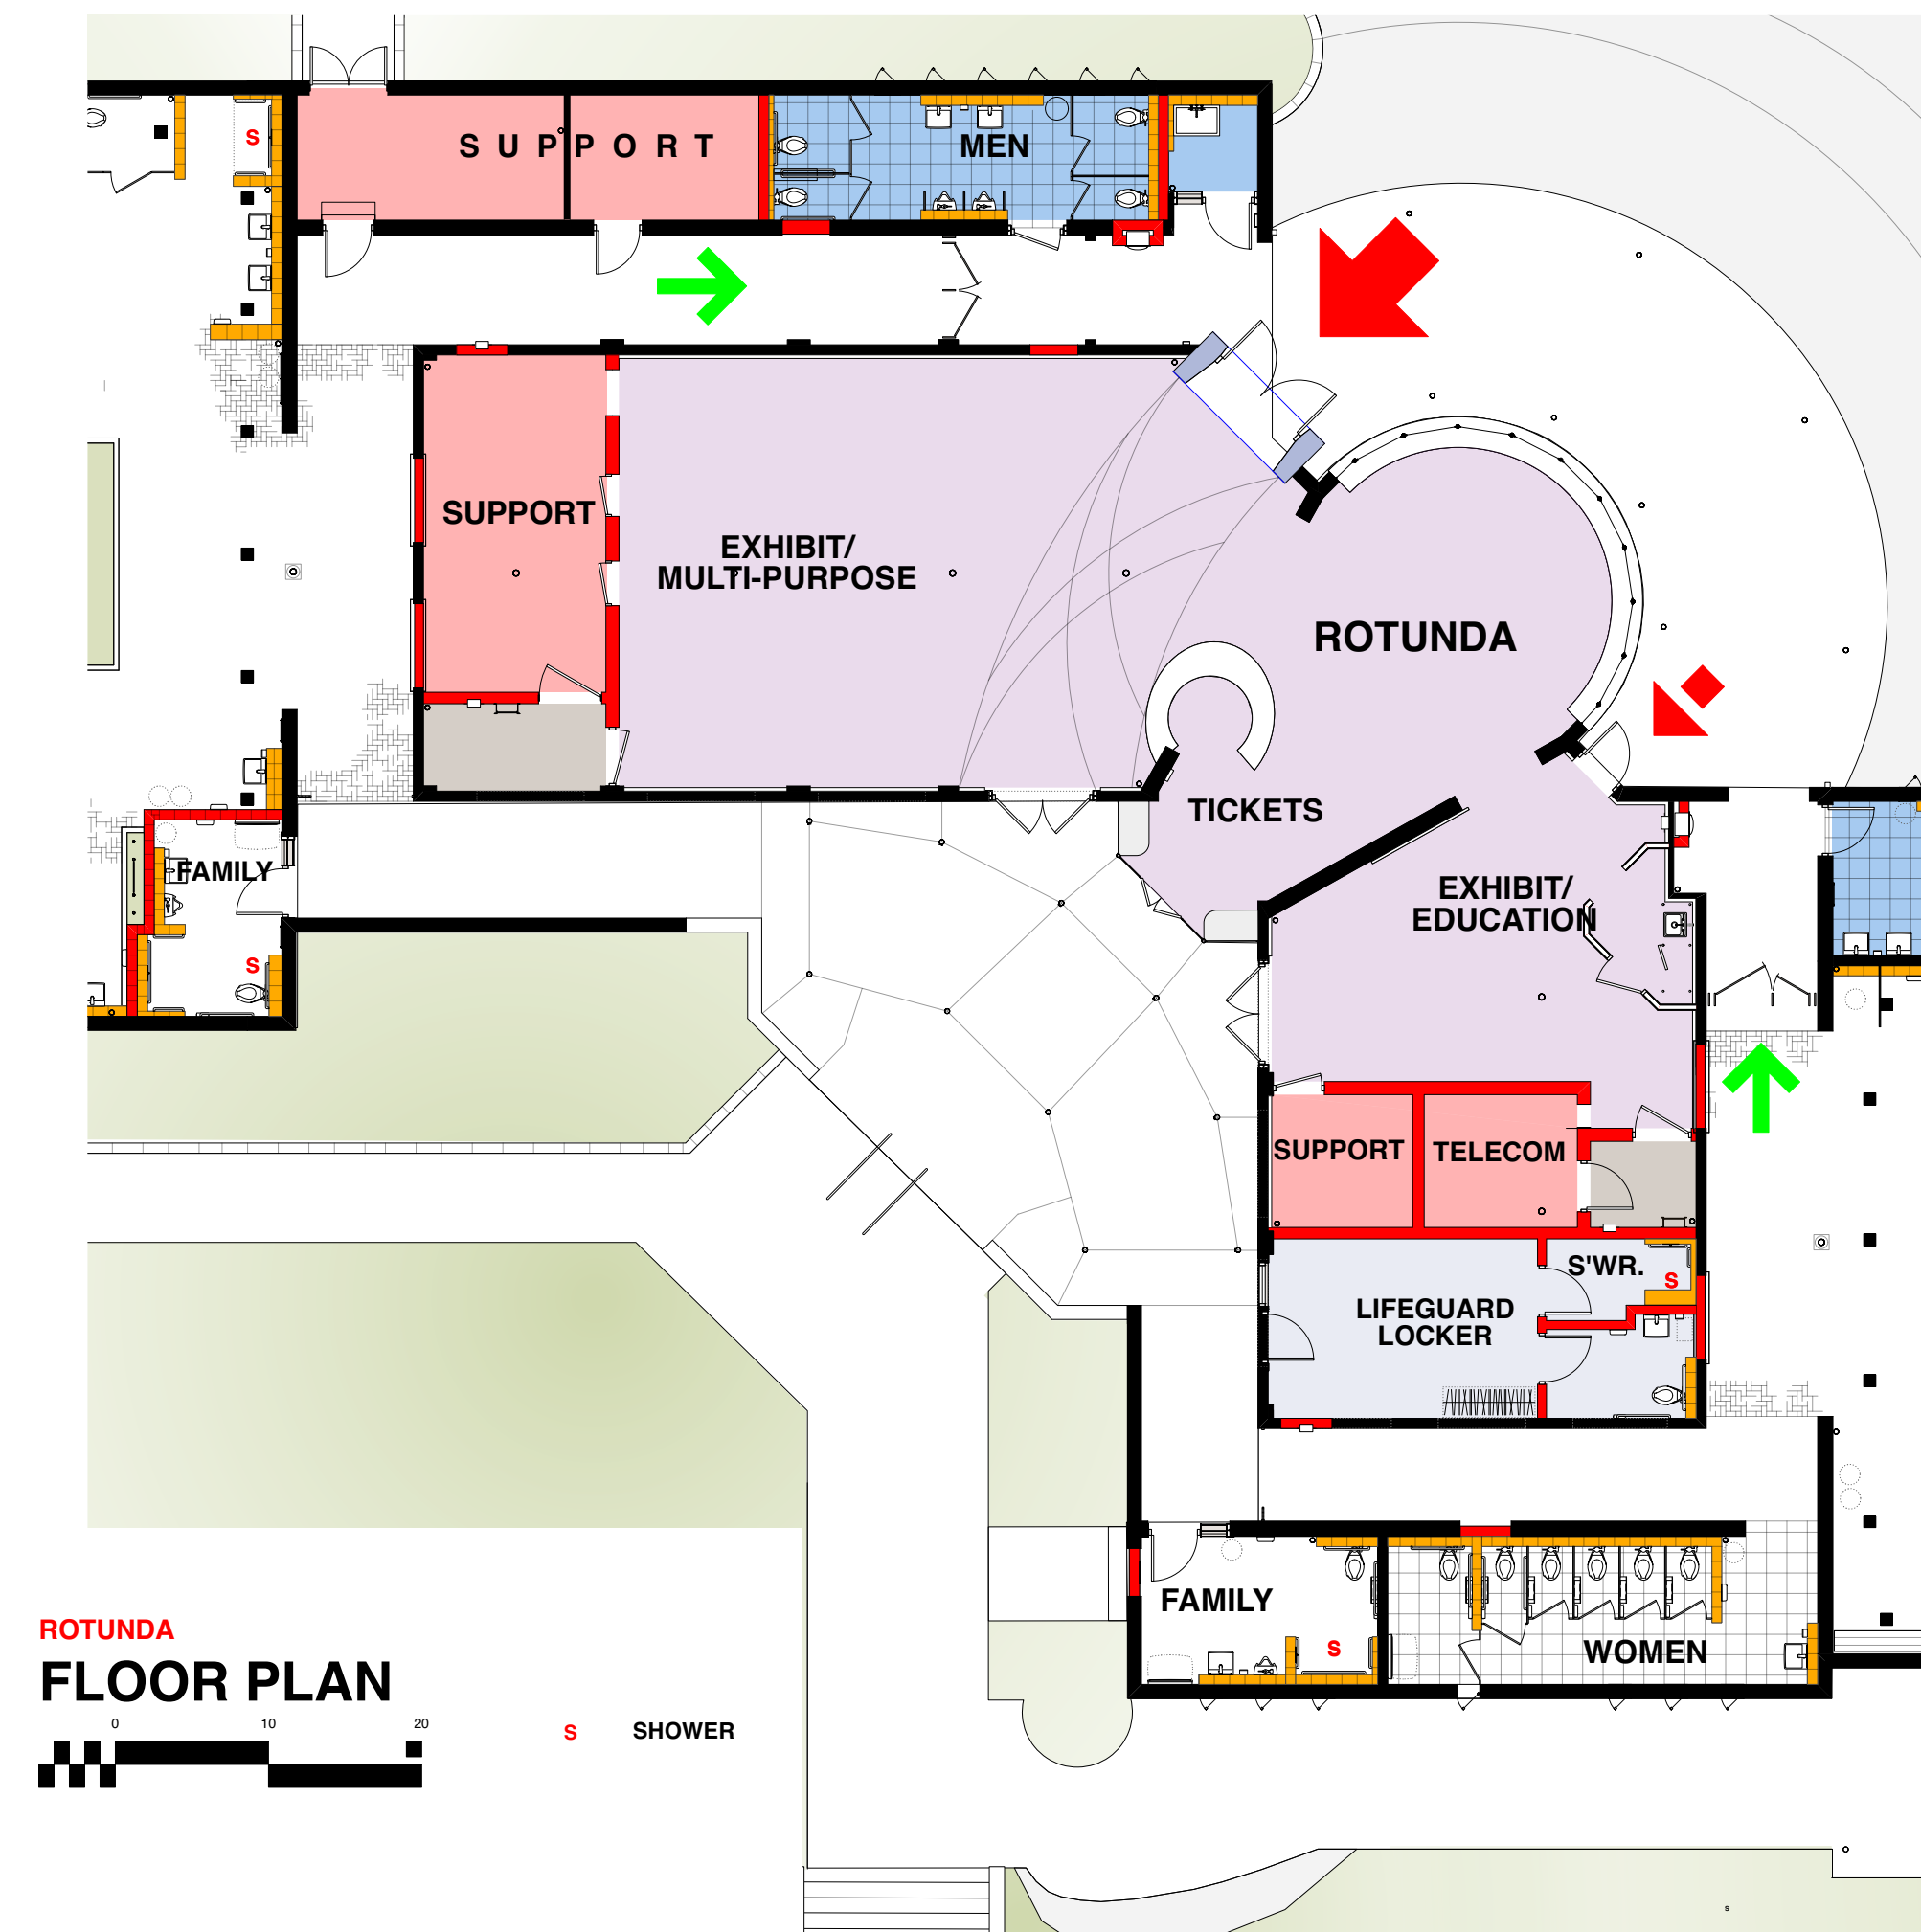 S
SUPPORT
MEN
SUPPORT
EXHIBIT/
MULTI-PURPOSE
ROTUNDA
TICKETS
FAMILY
EXHIBIT/
EDUCATION
S
SUPPORT
TELECOM
S'WR.
S
LIFEGUARD
LOCKER
FAMILY
S
WOMEN
ROTUNDA
FLOOR PLAN
0 10 20
S SHOWER
S